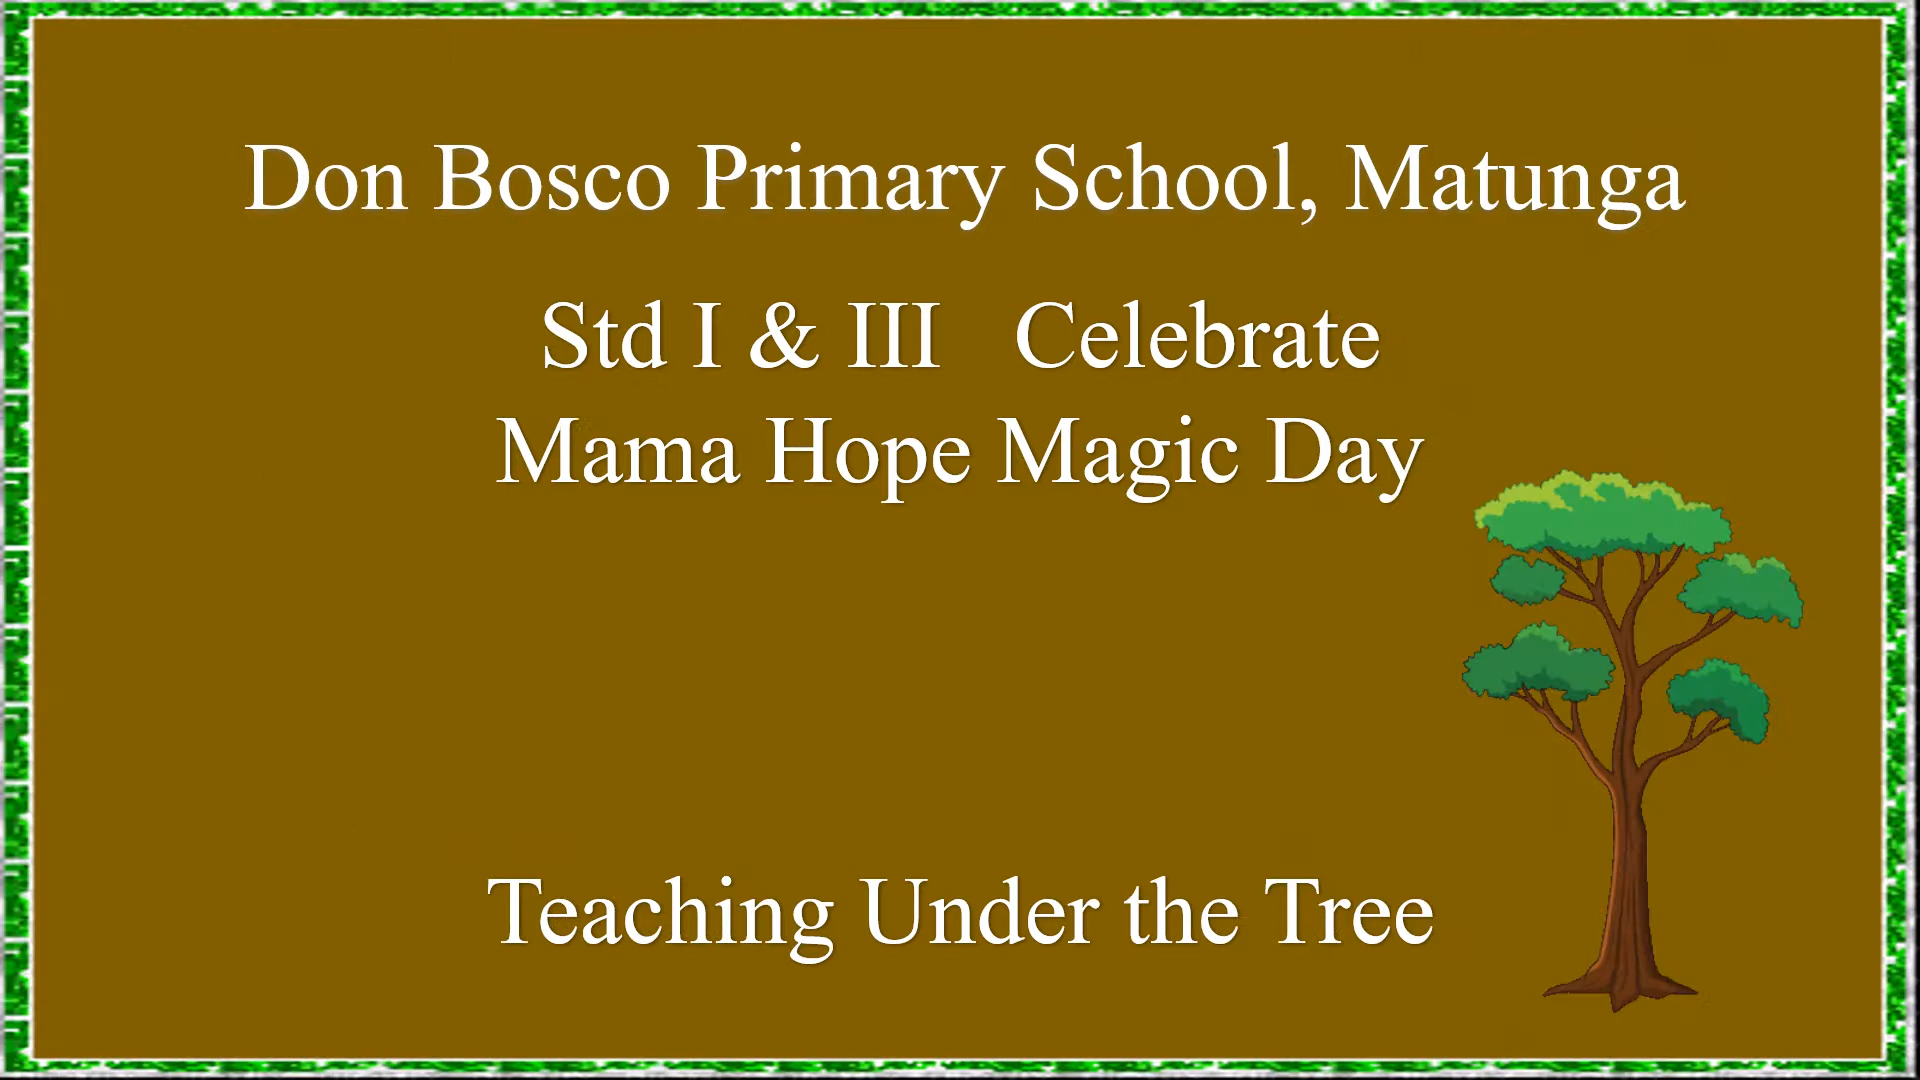 Don Bosco Primary School, Matunga
Std I & III Celebrate
Mama Hope Magic Day
Teaching Under the Tree